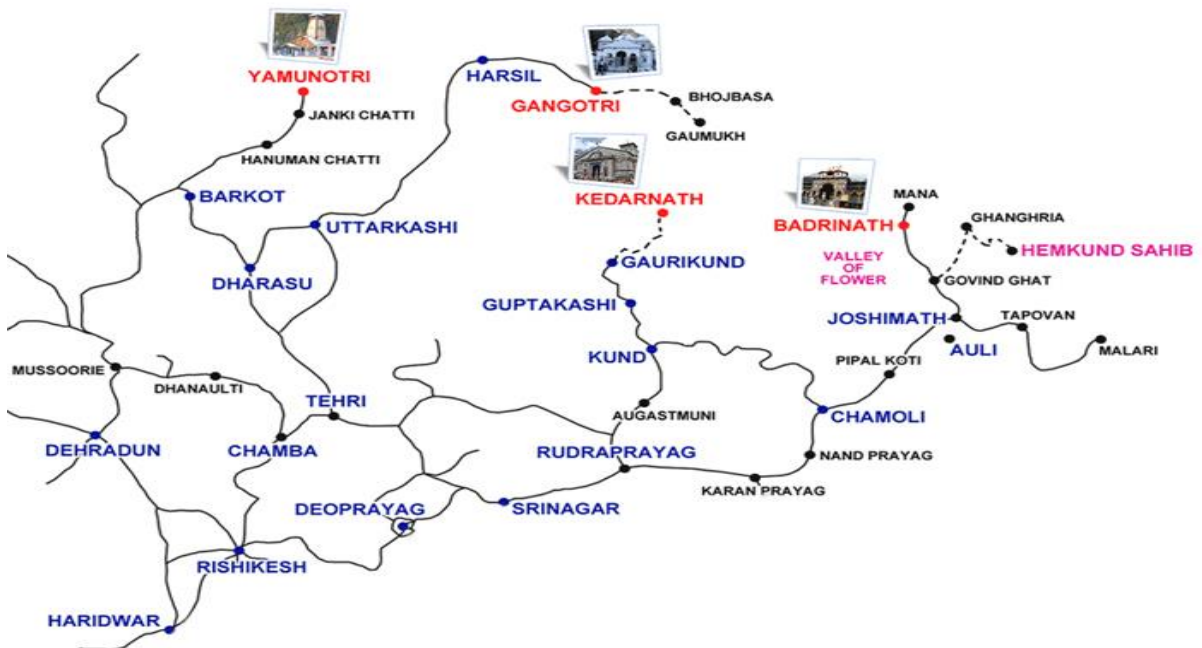 YAMUNOTRI
HARSIL
GANGOTRI
BHOJBASA
JANKI CHATTI
GAUMUKH
HANUMAN CHATTI
BARKOT
KEDARNATH
MANA
GHANGHRIA
UTTARKASHI
BADRINATH
HEMKUND SAHIB
VALLEY
OF
FLOWER
GAURIKUND
DHARASU
GOVIND GHAT
GUPTAKASHI
JOSHIMATH
TAPOVAN
KUND
AULI
MALARI
PIPAL KOTI
MUSSOORIE
DHANAULTI
TEHRI
AUGASTMUNI
CHAMOLI
DEHRADUN
CHAMBA
RUDRAPRAYAG
NAND PRAYAG
KARAN PRAYAG
DEOPRAYAG
SRINAGAR
RISHIKESH
HARIDWAR